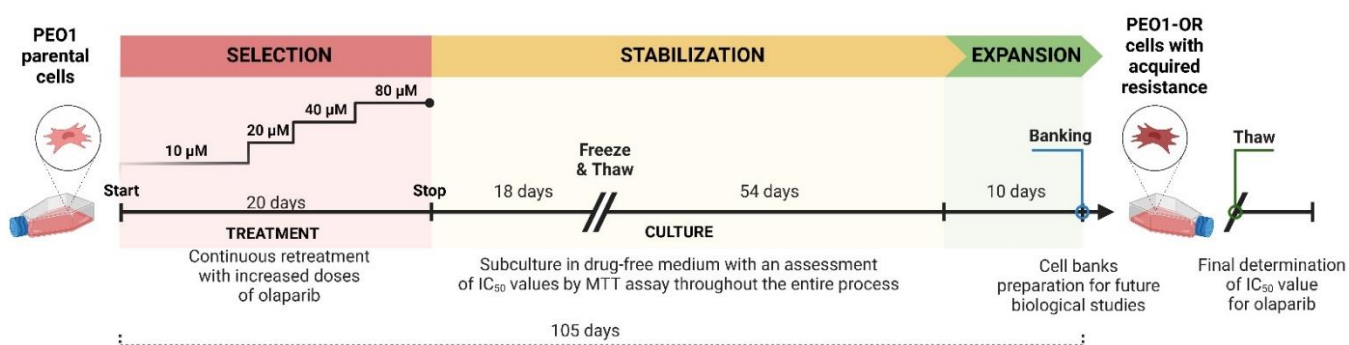 PEO1
parental
cells
SELECTION
STABILIZATION
EXPANSION
PEO1-OR
cells with
acquired
resistance
10 µM
20 µM
40 µM
80 µM
Freeze
& Thaw
Banking
Thaw
Start
Stop
20 days
18 days
54 days
10 days
TREATMENT
CULTURE
Continuous retreatment
with increased doses
of olaparib
Subculture in drug-free medium with an assessment
of IC₅₀ values by MTT assay throughout the entire process
Cell banks
preparation for future
biological studies
Final determination
of IC₅₀ value
for olaparib
105 days